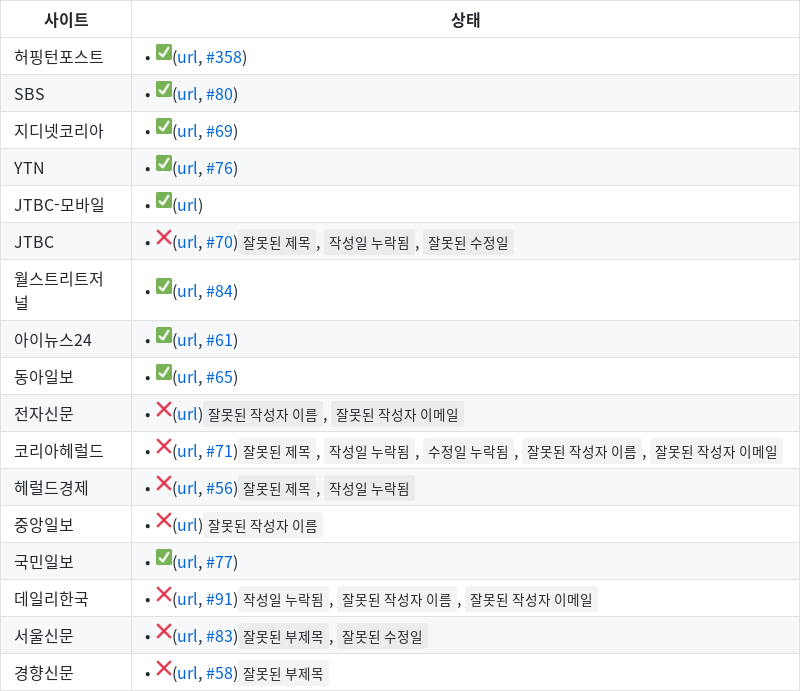 사이트 상태
허핑턴포스트 • ✅(url, #358)
SBS • ✅(url, #80)
지디넷코리아 • ✅(url, #69)
YTN • ✅(url, #76)
JTBC-모바일 • ✅(url)
JTBC • ❌(url, #70) 잘못된 제목 , 작성일 누락됨 , 잘못된 수정일
월스트리트저
널 • ✅(url, #84)
아이뉴스24 • ✅(url, #61)
동아일보 • ✅(url, #65)
전자신문 • ❌(url) 잘못된 작성자 이름 , 잘못된 작성자 이메일
코리아헤럴드 • ❌(url, #71) 잘못된 제목 , 작성일 누락됨 , 수정일 누락됨 , 잘못된 작성자 이름 , 잘못된 작성자 이메일
헤럴드경제 • ❌(url, #56) 잘못된 제목 , 작성일 누락됨
중앙일보 • ❌(url) 잘못된 작성자 이름
국민일보 • ✅(url, #77)
데일리한국 • ❌(url, #91) 작성일 누락됨 , 잘못된 작성자 이름 , 잘못된 작성자 이메일
서울신문 • ❌(url, #83) 잘못된 부제목 , 잘못된 수정일
경향신문 • ❌(url, #58) 잘못된 부제목